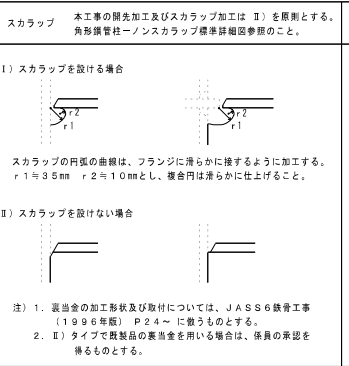 スカラップ
本工事の開先加工及びスカラップ加工は Ⅱ）を原則とする。
角形鋼管柱－ノンスカラップ標準詳細図参照のこと。
Ⅰ）スカラップを設ける場合
r2
r1
r2
r1
スカラップの円弧の曲線は、フランジに滑らかに接するように加工する。
r1≒35mm r2≒10mmとし、複合円は滑らかに仕上げること。
Ⅱ）スカラップを設けない場合
注）1. 裏当金の加工形状及び取付については、JASS6鉄骨工事
（1996年版） P24～ に倣うものとする。
2. Ⅱ）タイプで既製品の裏当金を用いる場合は、係員の承認を
得るものとする。